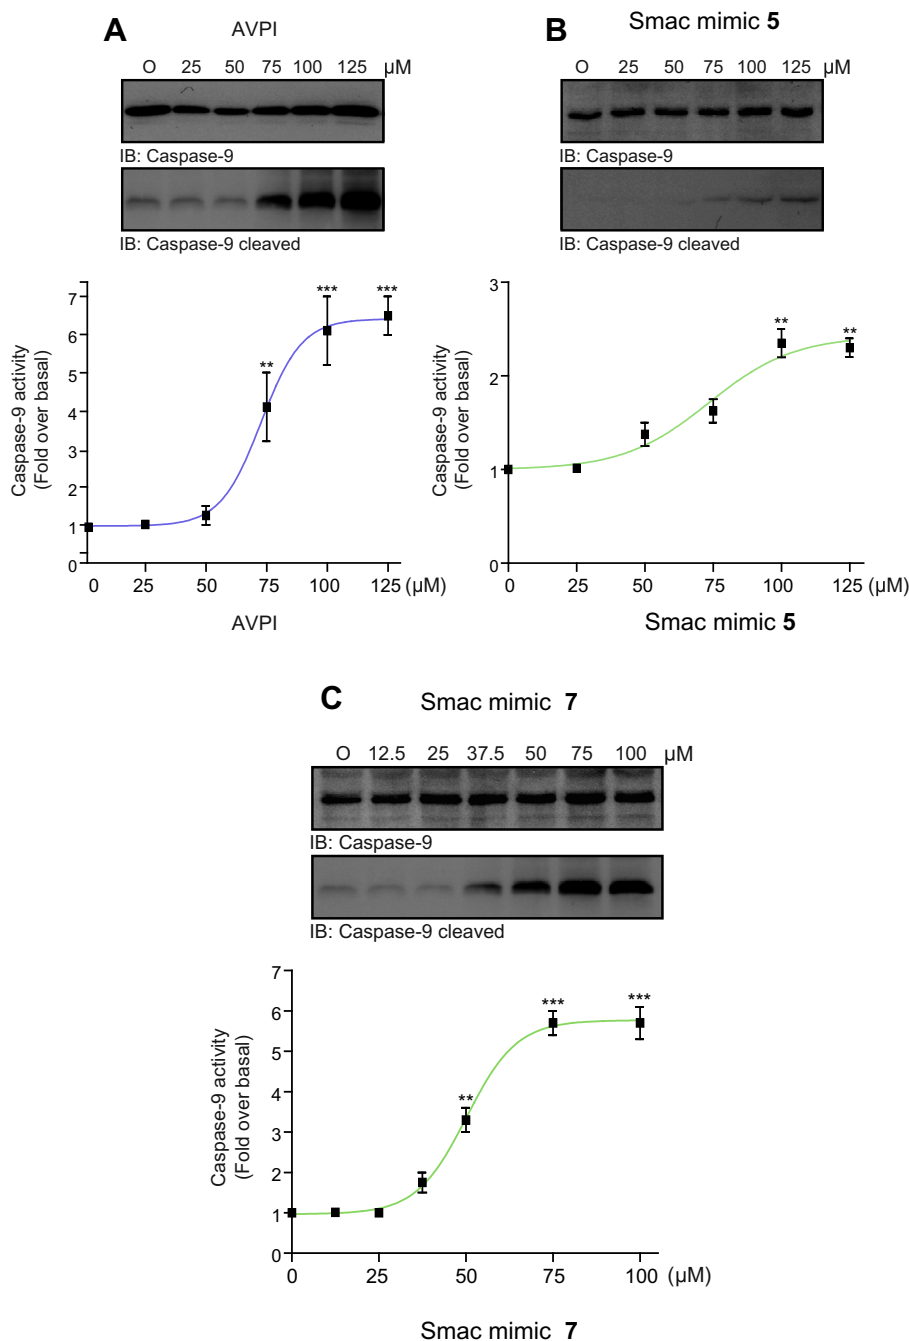 A
AVPI
O 25 50 75 100 125 µM
IB: Caspase-9
IB: Caspase-9 cleaved
Caspase-9 activity
(Fold over basal)
7
6
5
4
3
2
1
0
***
***
**
0 25 50 75 100 125 (µM)
AVPI
B
Smac mimic 5
O 25 50 75 100 125 µM
IB: Caspase-9
IB: Caspase-9 cleaved
Caspase-9 activity
(Fold over basal)
3
2
1
0
**
**
0 25 50 75 100 125 (µM)
Smac mimic 5
C
Smac mimic 7
O 12.5 25 37.5 50 75 100 µM
IB: Caspase-9
IB: Caspase-9 cleaved
Caspase-9 activity
(Fold over basal)
7
6
5
4
3
2
1
0
**
***
***
0 25 50 75 100 (µM)
Smac mimic 7